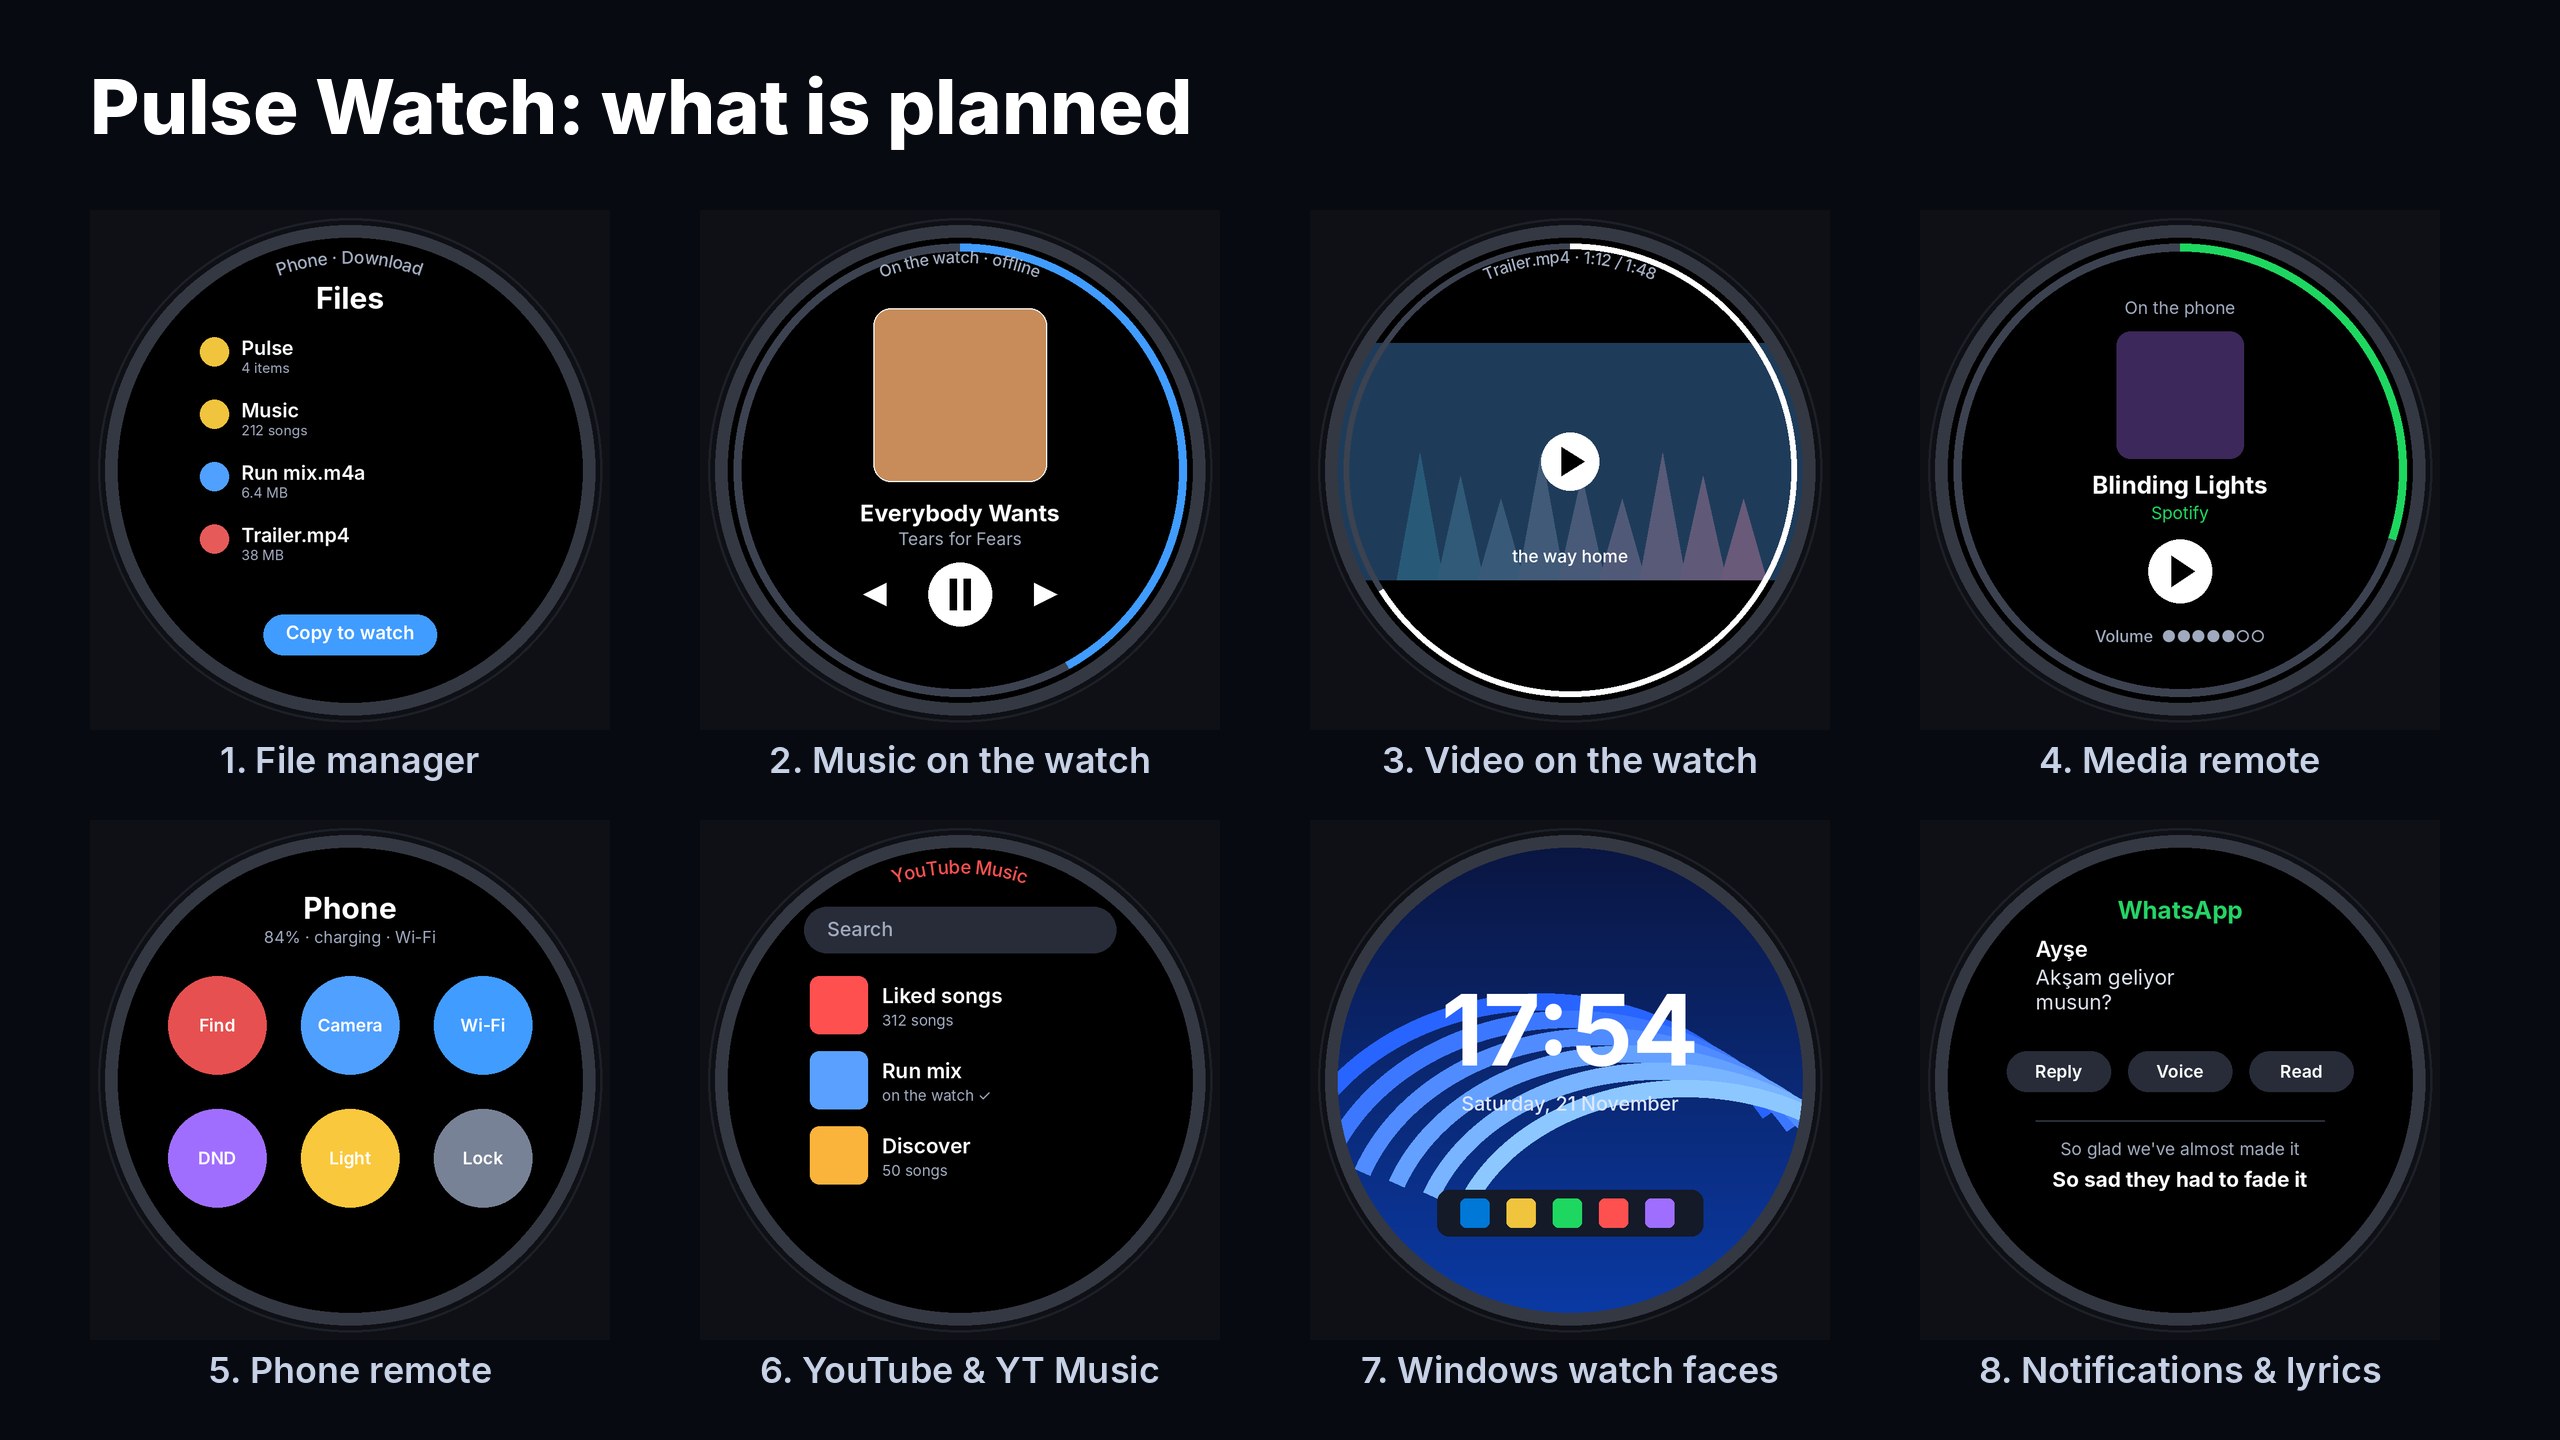 Pulse Watch: what is planned
Phone · Download
Files
Pulse
4 items
Music
212 songs
Run mix.m4a
6.4 MB
Trailer.mp4
38 MB
Copy to watch
1. File manager
On the watch · offline
Everybody Wants
Tears for Fears
2. Music on the watch
Trailer.mp4 · 1:12 / 1:48
the way home
3. Video on the watch
On the phone
Blinding Lights
Spotify
Volume
4. Media remote
Phone
84% · charging · Wi-Fi
Find
Camera
Wi-Fi
DND
Light
Lock
5. Phone remote
YouTube Music
Search
Liked songs
312 songs
Run mix
on the watch ✓
Discover
50 songs
6. YouTube & YT Music
17:54
Saturday, 21 November
7. Windows watch faces
WhatsApp
Ayşe
Akşam geliyor
musun?
Reply
Voice
Read
So glad we've almost made it
So sad they had to fade it
8. Notifications & lyrics